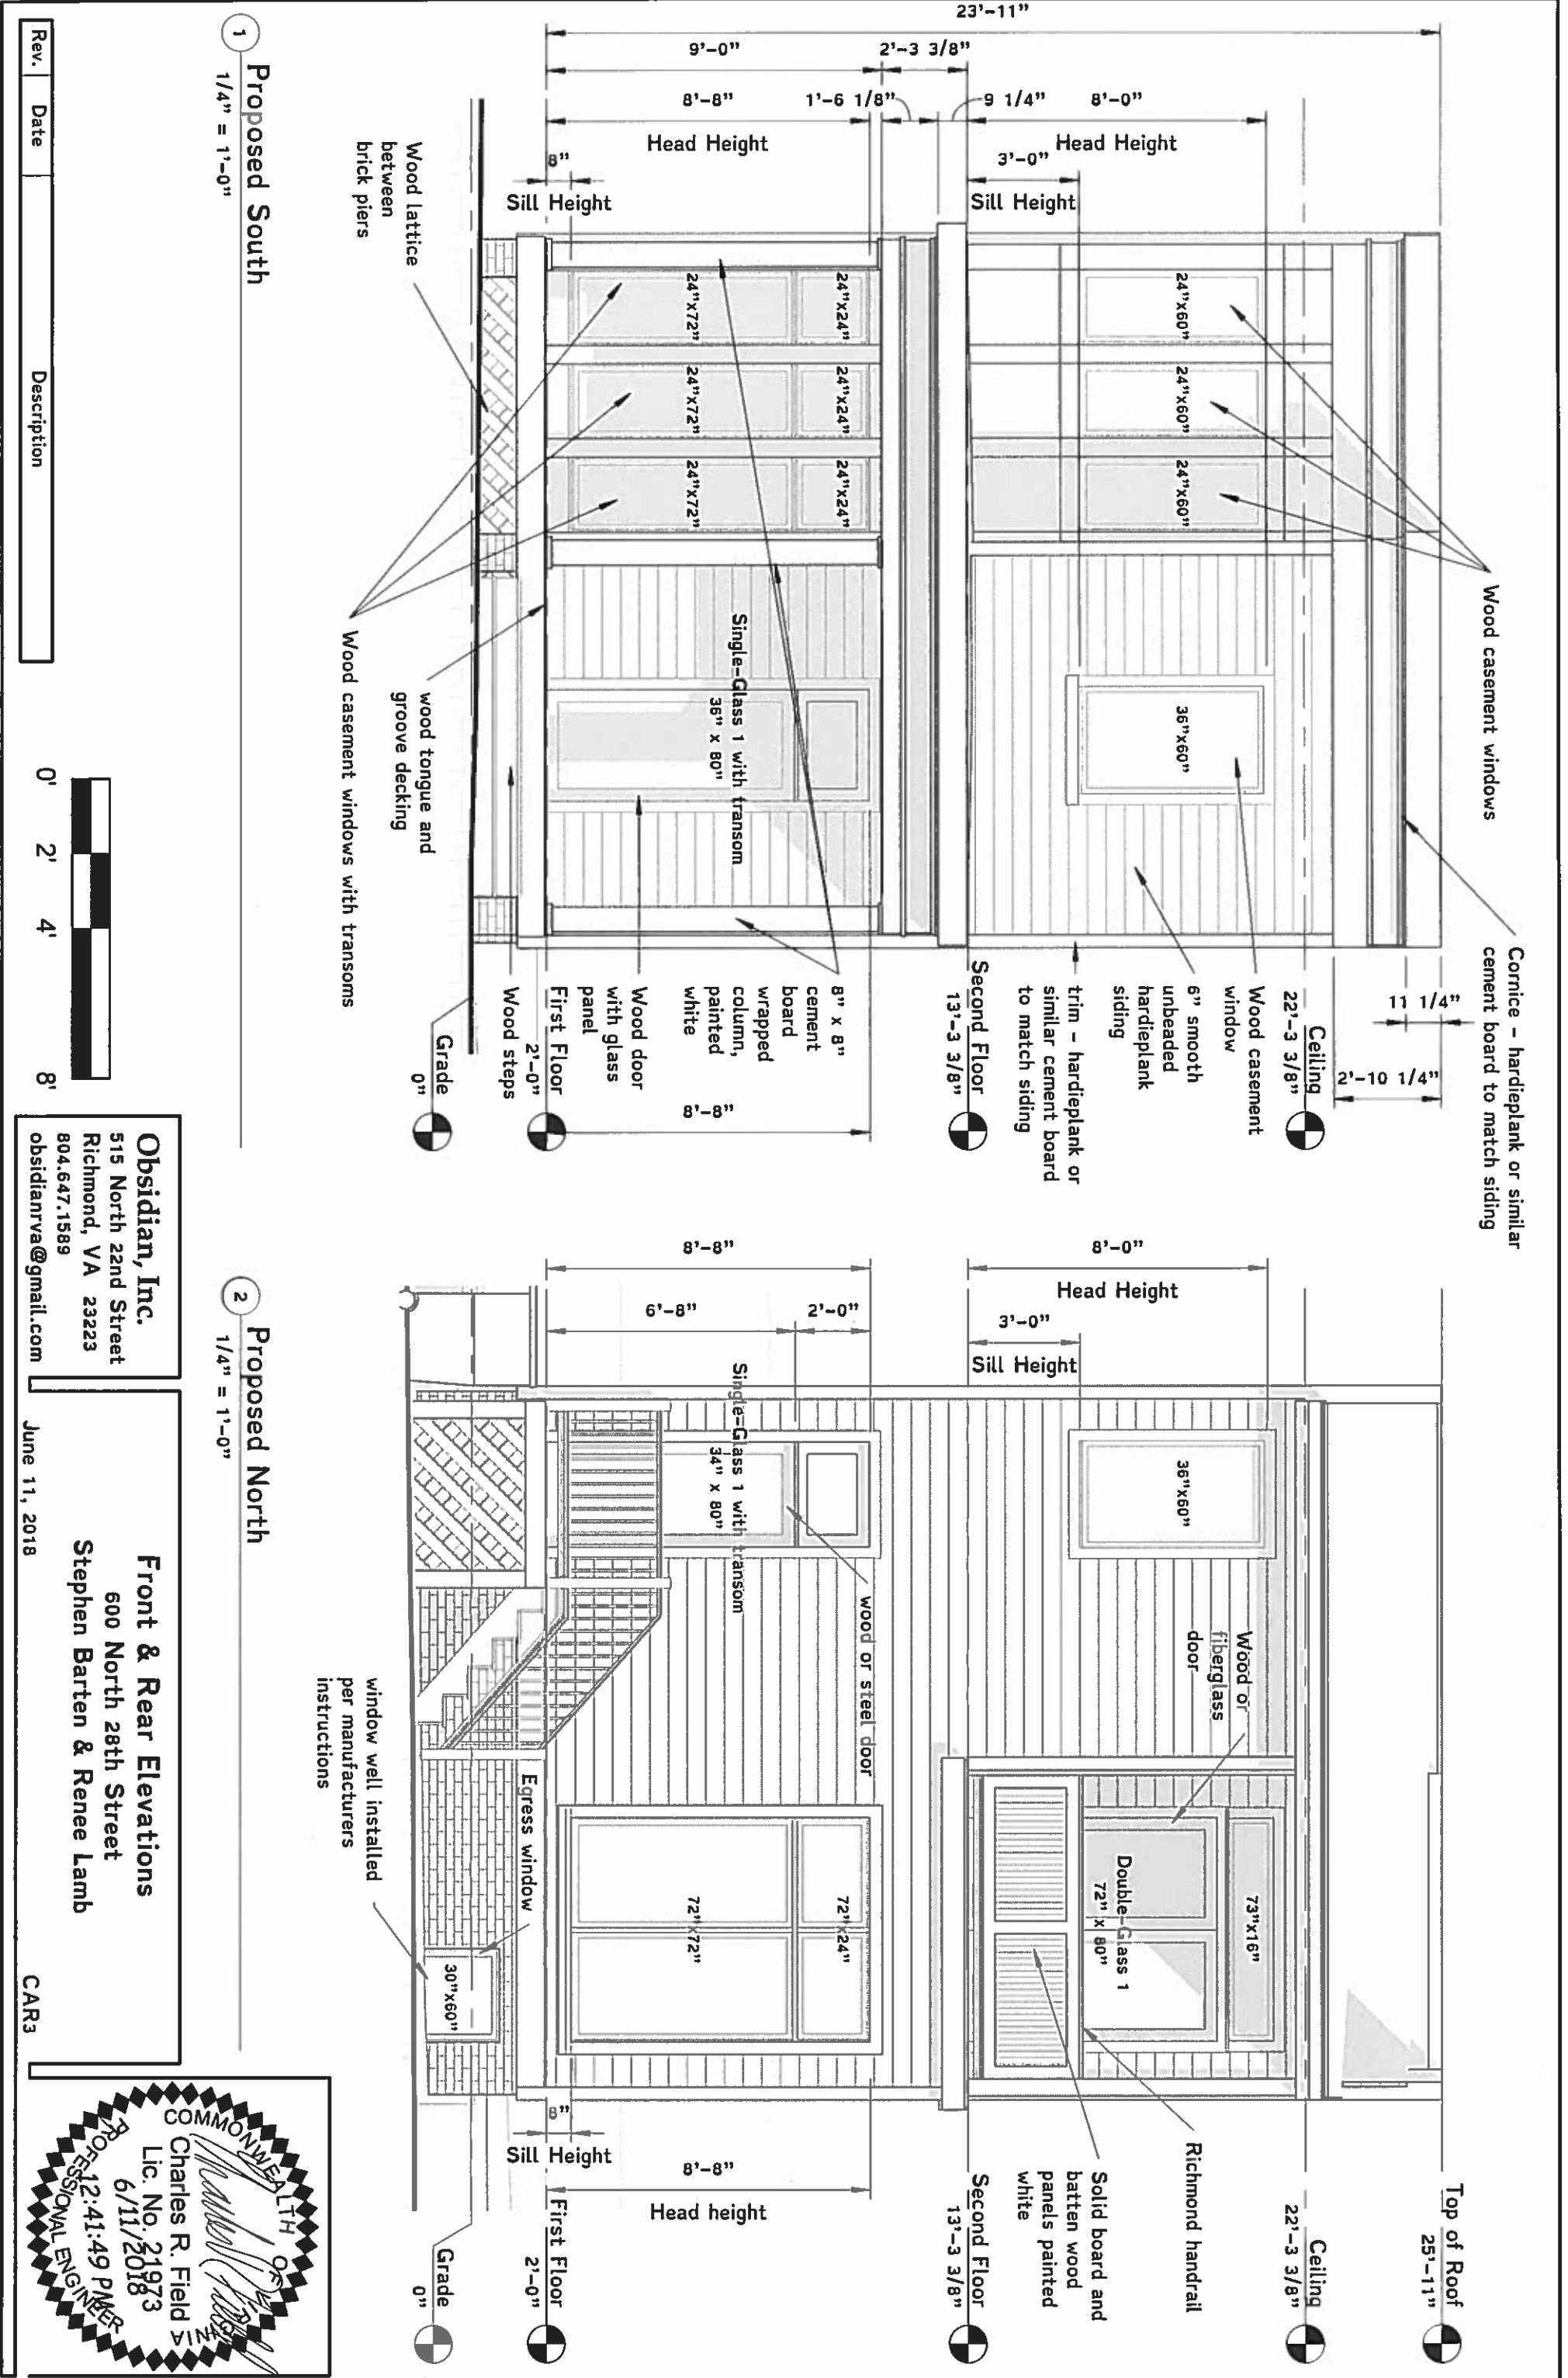 Cornice – hardieplank or similar
cement board to match siding
Wood casement windows
23'-11"
9'-0"
2'-3 3/8"
8'-8"
Head Height
1'-6 1/8"
9 1/4"
8'-0"
Head Height
8"
Sill Height
3'-0"
Sill Height
11 1/4"
2'-10 1/4"
Ceiling
22'-3 3/8"
24"x60"
24"x60"
24"x60"
36"x60"
Wood casement
window
6" smooth
unbeaded
hardieplank
siding
trim – hardieplank or
similar cement board
to match siding
Second Floor
13'-3 3/8"
24"x24"
24"x24"
24"x24"
24"x72"
24"x72"
24"x72"
Single-Glass 1 with transom
36" x 80"
8" x 8"
cement
board
wrapped
column,
painted
white
Wood door
with glass
panel
8'-8"
First Floor
2'-0"
Wood steps
Grade
0"
Wood lattice
between
brick piers
wood tongue and
groove decking
Wood casement windows with transoms
1
Proposed South
1/4" = 1'-0"
Top of Roof
25'-11"
Ceiling
22'-3 3/8"
8'-0"
Head Height
3'-0"
Sill Height
36"x60"
Wood or
fiberglass
door
73"x16"
Double-Glass 1
72" x 80"
Richmond handrail
Solid board and
batten wood
panels painted
white
Second Floor
13'-3 3/8"
8'-8"
6'-8"
2'-0"
Single-Glass 1 with transom
34" x 80"
wood or steel door
72"x24"
72"x72"
8"
Sill Height
8'-8"
Head height
First Floor
2'-0"
Egress window
30"x60"
window well installed
per manufacturers
instructions
Grade
0"
2
Proposed North
1/4" = 1'-0"
Rev.
Date
Description
0'
2'
4'
8'
Obsidian, Inc.
515 North 22nd Street
Richmond, VA 23223
804.647.1589
obsidianrva@gmail.com
Front & Rear Elevations
600 North 28th Street
Stephen Barten & Renee Lamb
June 11, 2018
CAR3
COMMONWEALTH OF VIRGINIA
Charles R. Field
Lic. No. 21973
6/11/2018
12:41:49 PM
PROFESSIONAL ENGINEER